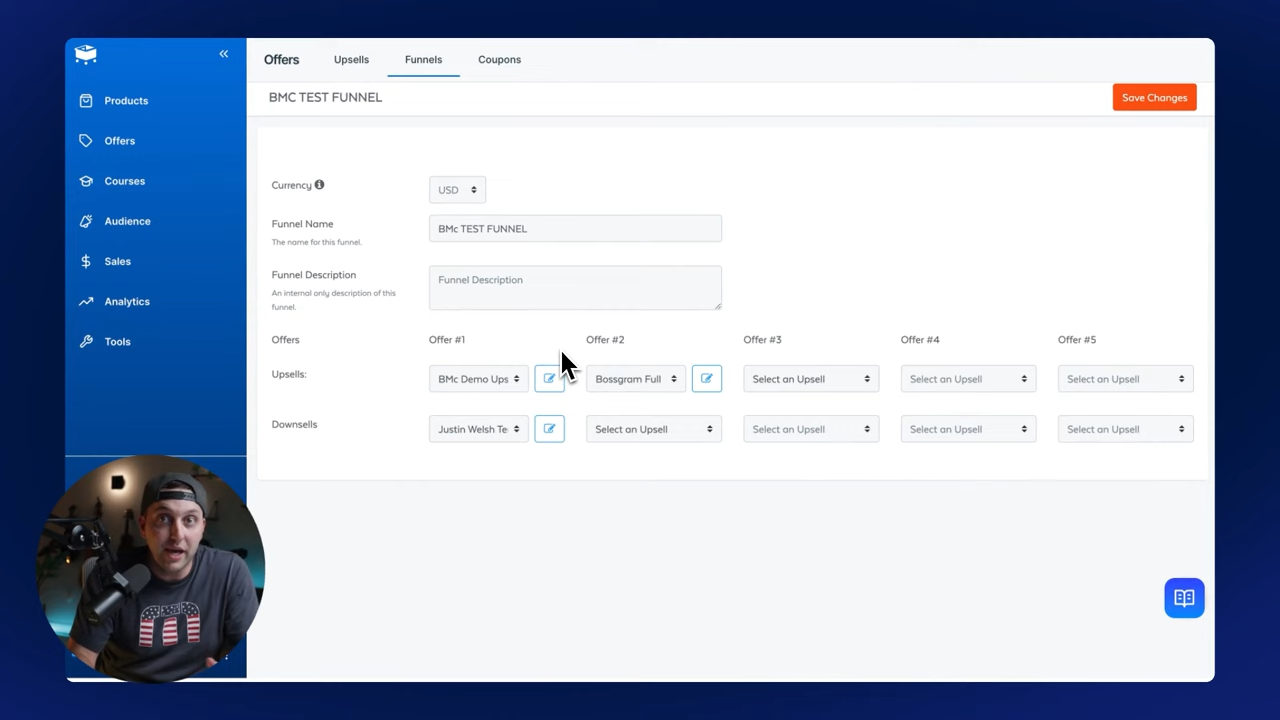 Offers
Upsells
Funnels
Coupons
BMC TEST FUNNEL
Save Changes
Products
Offers
Courses
Audience
Sales
Analytics
Tools
Currency
USD
Funnel Name
The name for this funnel.
BMc TEST FUNNEL
Funnel Description
An internal only description of this
funnel.
Funnel Description
Offers
Offer #1
Offer #2
Offer #3
Offer #4
Offer #5
Upsells:
BMc Demo Ups
Bossgram Full
Select an Upsell
Select an Upsell
Select an Upsell
Downsells
Justin Welsh Te
Select an Upsell
Select an Upsell
Select an Upsell
Select an Upsell